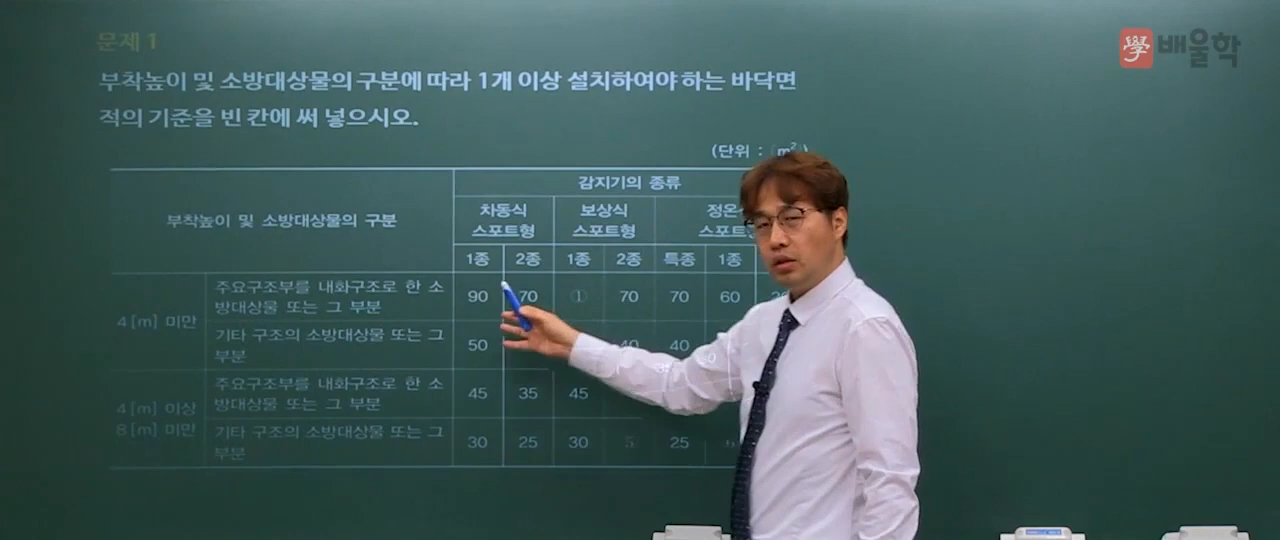 문제 1
學 배울학
부착높이 및 소방대상물의 구분에 따라 1개 이상 설치하여야 하는 바닥면
적의 기준을 빈 칸에 써 넣으시오.
(단위 : m²)
부착높이 및 소방대상물의 구분
감지기의 종류
차동식
스포트형
보상식
스포트형
정온
스포트
1종 2종 1종 2종 특종 1종
4[m] 미만
주요구조부를 내화구조로 한 소
방대상물 또는 그 부분
90 70 ① 70 70 60
기타 구조의 소방대상물 또는 그
부분
50 40 40
4[m] 이상
8[m] 미만
주요구조부를 내화구조로 한 소
방대상물 또는 그 부분
45 35 45
기타 구조의 소방대상물 또는 그
부분
30 25 30 25